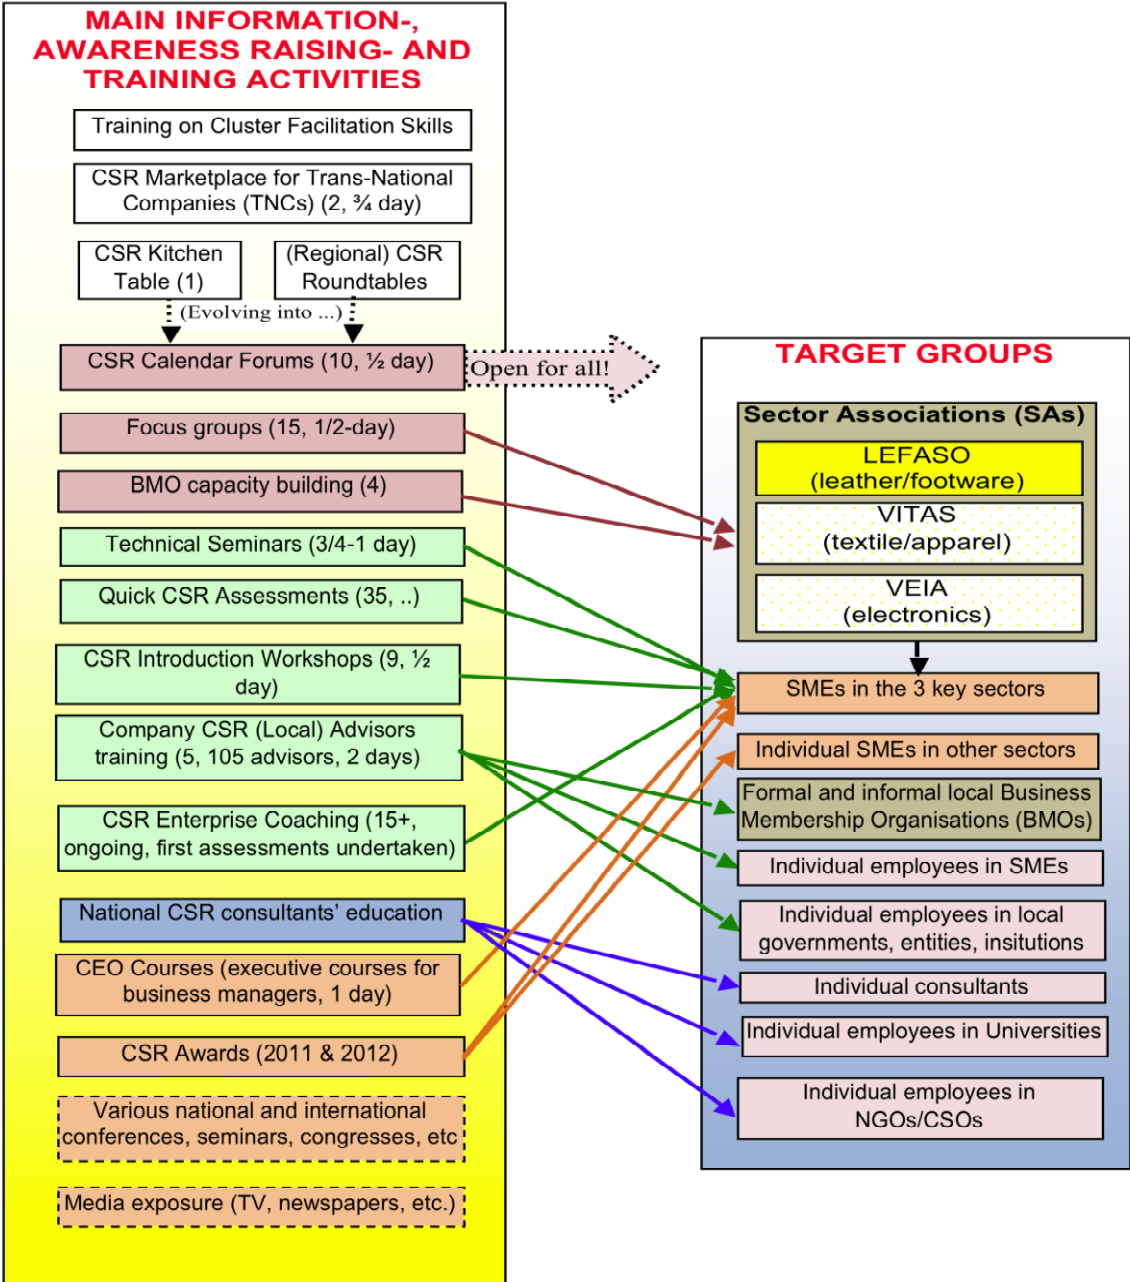 MAIN INFORMATION-,
AWARENESS RAISING- AND
TRAINING ACTIVITIES
Training on Cluster Facilitation Skills
CSR Marketplace for Trans-National
Companies (TNCs) (2, ¾ day)
CSR Kitchen
Table (1)
(Regional) CSR
Roundtables
(Evolving into ...)
CSR Calendar Forums (10, ½ day)
Open for all!
Focus groups (15, 1/2-day)
BMO capacity building (4)
Technical Seminars (3/4-1 day)
Quick CSR Assessments (35, ..)
CSR Introduction Workshops (9, ½
day)
Company CSR (Local) Advisors
training (5, 105 advisors, 2 days)
CSR Enterprise Coaching (15+,
ongoing, first assessments undertaken)
National CSR consultants’ education
CEO Courses (executive courses for
business managers, 1 day)
CSR Awards (2011 & 2012)
Various national and international
conferences, seminars, congresses, etc
Media exposure (TV, newspapers, etc.)
TARGET GROUPS
Sector Associations (SAs)
LEFASO
(leather/footware)
VITAS
(textile/apparel)
VEIA
(electronics)
SMEs in the 3 key sectors
Individual SMEs in other sectors
Formal and informal local Business
Membership Organisations (BMOs)
Individual employees in SMEs
Individual employees in local
governments, entities, insitutions
Individual consultants
Individual employees in Universities
Individual employees in
NGOs/CSOs